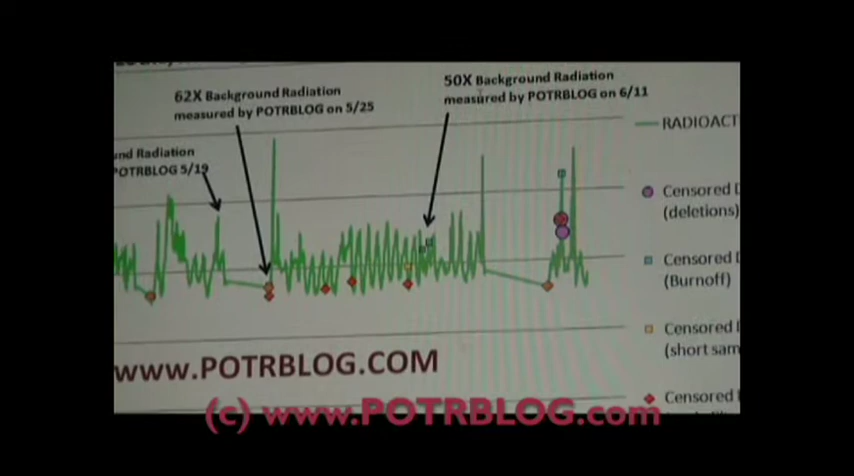 62X Background Radiation
measured by POTRBLOG on 5/25
50X Background Radiation
measured by POTRBLOG on 6/11
und Radiation
POTRBLOG 5/19
RADIOACT
Censored D
(deletions)
Censored D
(Burnoff)
Censored
(short sam
Censored
www.POTRBLOG.COM
(c) www.POTRBLOG.com